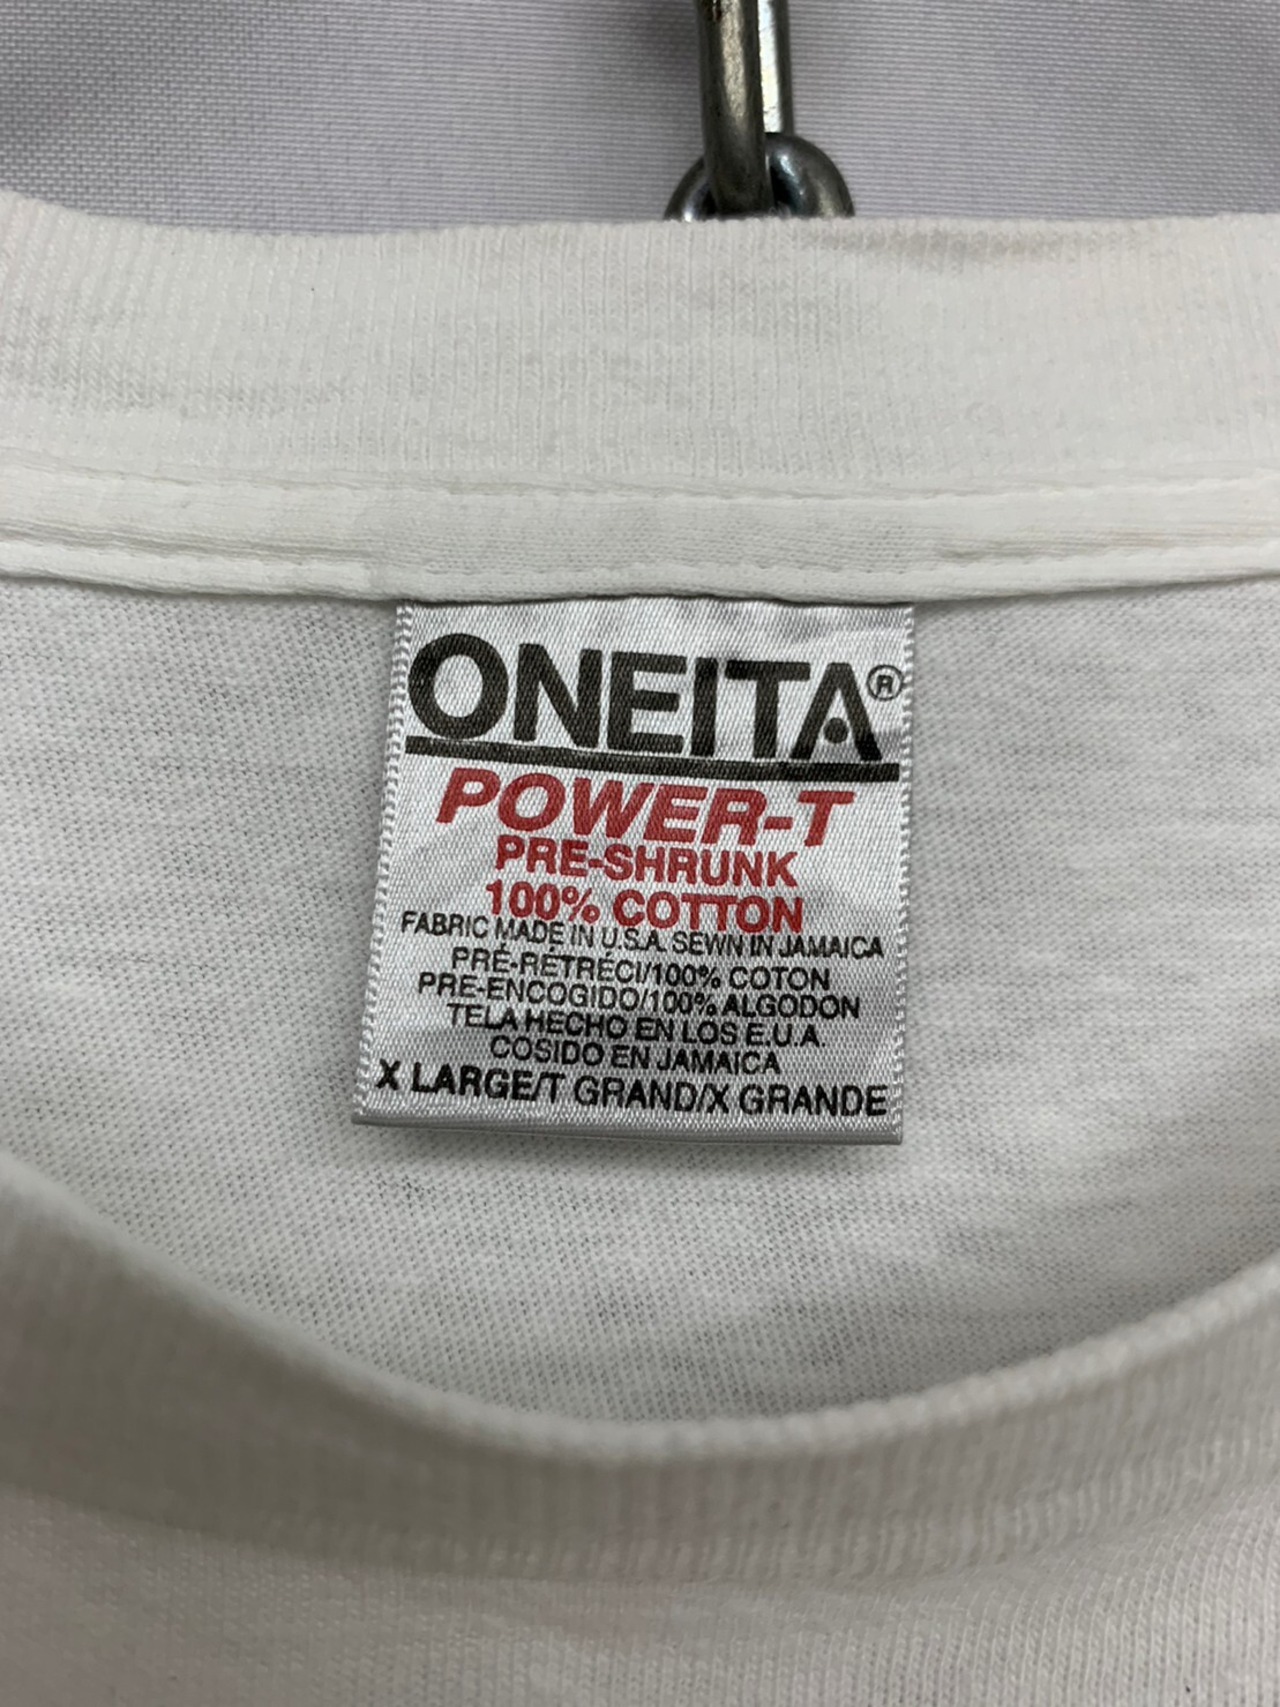 ONEITA®
POWER-T
PRE-SHRUNK
100% COTTON
FABRIC MADE IN U.S.A. SEWN IN JAMAICA
PRÉ-RÉTRÉCI/100% COTON
PRE-ENCOGIDO/100% ALGODON
TELA HECHO EN LOS E.U.A.
COSIDO EN JAMAICA
X LARGE/T GRAND/X GRANDE